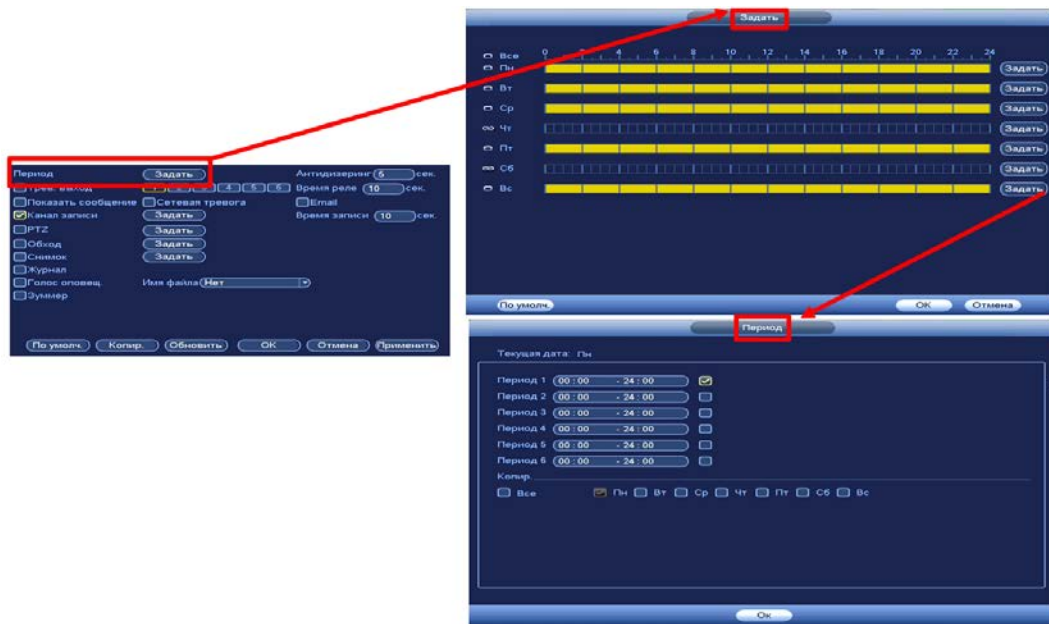 Задать
0 2 4 6 8 10 12 14 16 18 20 22 24
Все
Пн Задать
Вт Задать
Ср Задать
Чт Задать
Пт Задать
Сб Задать
Вс Задать
По умолч. ОК Отмена
Период Задать Антидизеринг 5 сек.
Трев. выход 1 2 3 4 5 6 Время реле 10 сек.
Показать сообщение Сетевая тревога Email
Канал записи Задать Время записи 10 сек.
PTZ Задать
Обход Задать
Снимок Задать
Журнал
Голос оповещ. Имя файла Нет
Зуммер
По умолч. Копир. Обновить ОК Отмена Применить
Период
Текущая дата: Пн
Период 1 00 : 00 - 24 : 00
Период 2 00 : 00 - 24 : 00
Период 3 00 : 00 - 24 : 00
Период 4 00 : 00 - 24 : 00
Период 5 00 : 00 - 24 : 00
Период 6 00 : 00 - 24 : 00
Копир.
Все Пн Вт Ср Чт Пт Сб Вс
Ок